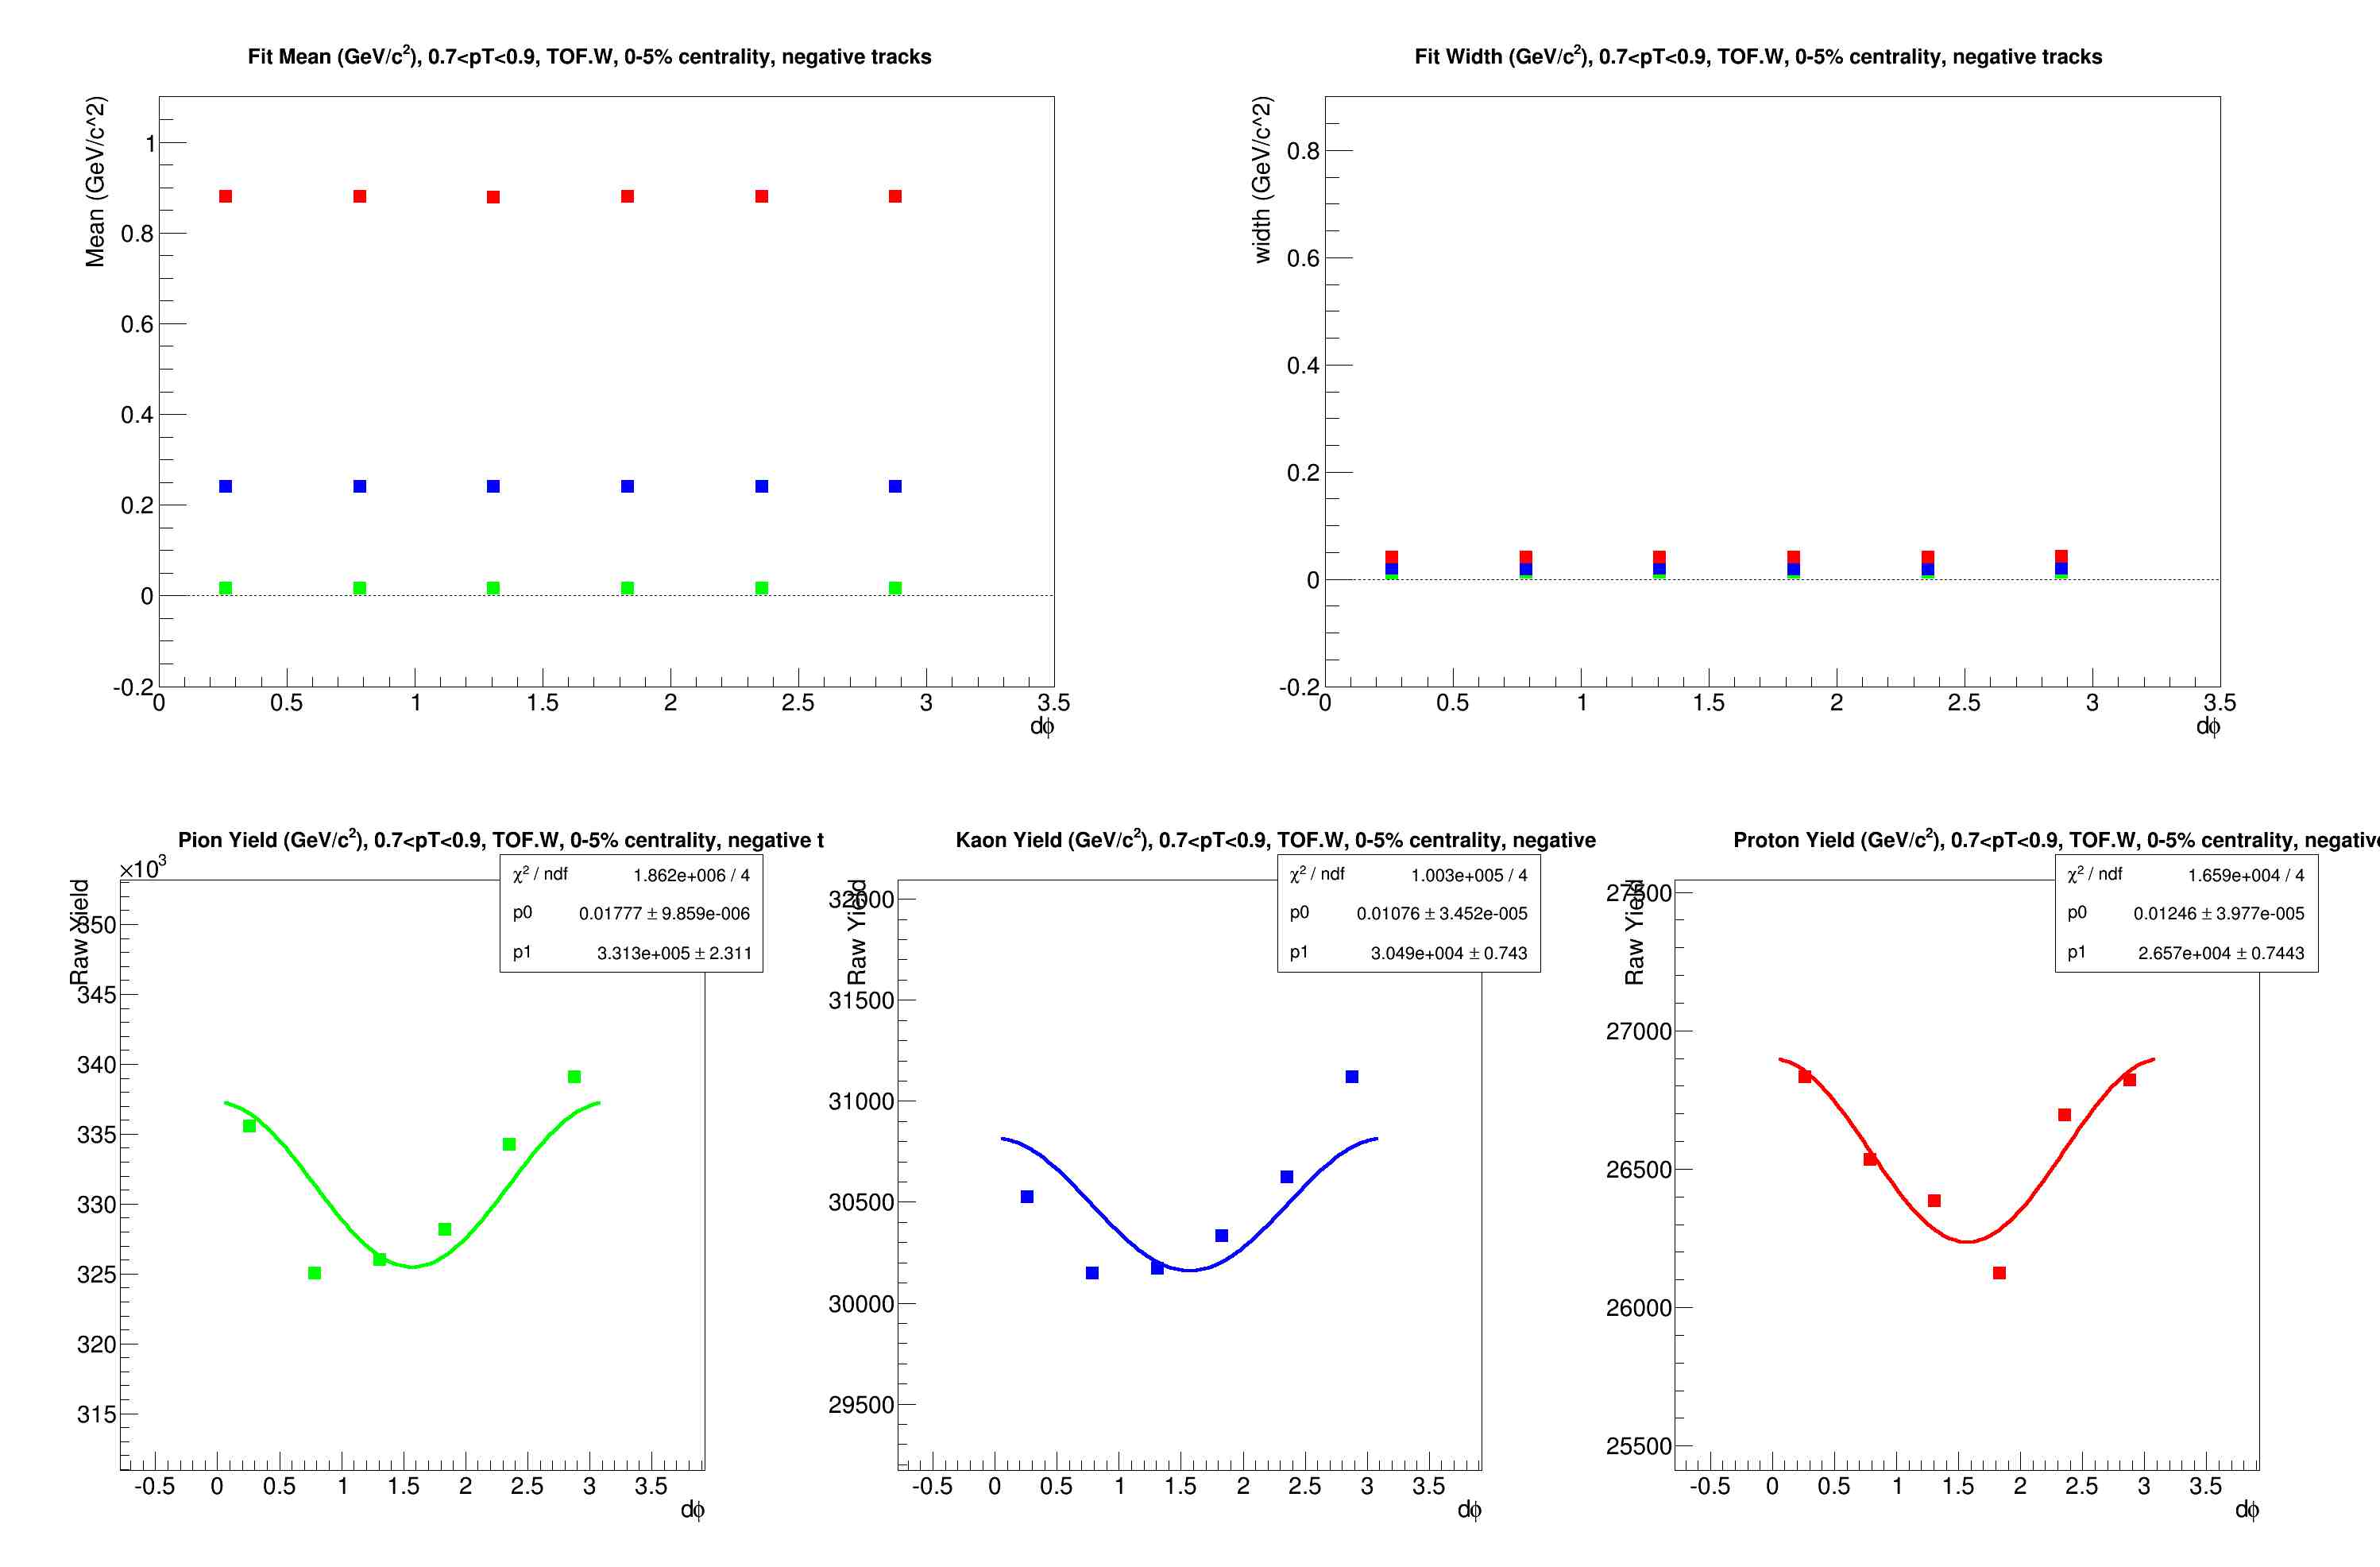 Fit Mean (GeV/c²), 0.7<pT<0.9, TOF.W, 0-5% centrality, negative tracks
Mean (GeV/c^2)
1
0.8
0.6
0.4
0.2
0
-0.2
0 0.5 1 1.5 2 2.5 3 3.5
dϕ
Fit Width (GeV/c²), 0.7<pT<0.9, TOF.W, 0-5% centrality, negative tracks
width (GeV/c^2)
0.8
0.6
0.4
0.2
0
-0.2
0 0.5 1 1.5 2 2.5 3 3.5
dϕ
Pion Yield (GeV/c²), 0.7<pT<0.9, TOF.W, 0-5% centrality, negative t
×10³
Raw Yield
χ² / ndf 1.862e+006 / 4
p0 0.01777 ± 9.859e-006
p1 3.313e+005 ± 2.311
350
345
340
335
330
325
320
315
-0.5 0 0.5 1 1.5 2 2.5 3 3.5
dϕ
Kaon Yield (GeV/c²), 0.7<pT<0.9, TOF.W, 0-5% centrality, negative
Raw Yield
χ² / ndf 1.003e+005 / 4
p0 0.01076 ± 3.452e-005
p1 3.049e+004 ± 0.743
32000
31500
31000
30500
30000
29500
-0.5 0 0.5 1 1.5 2 2.5 3 3.5
dϕ
Proton Yield (GeV/c²), 0.7<pT<0.9, TOF.W, 0-5% centrality, negative
Raw Yield
χ² / ndf 1.659e+004 / 4
p0 0.01246 ± 3.977e-005
p1 2.657e+004 ± 0.7443
27500
27000
26500
26000
25500
-0.5 0 0.5 1 1.5 2 2.5 3 3.5
dϕ